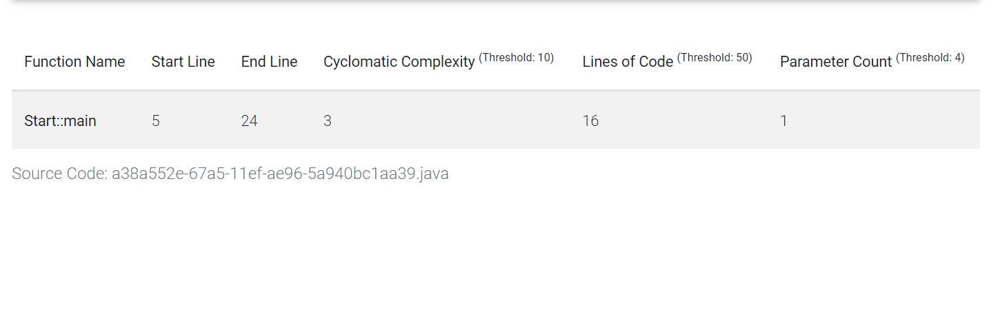 Function Name Start Line End Line Cyclomatic Complexity (Threshold: 10) Lines of Code (Threshold: 50) Parameter Count (Threshold: 4)
Start::main 5 24 3 16 1
Source Code: a38a552e-67a5-11ef-ae96-5a940bc1aa39.java